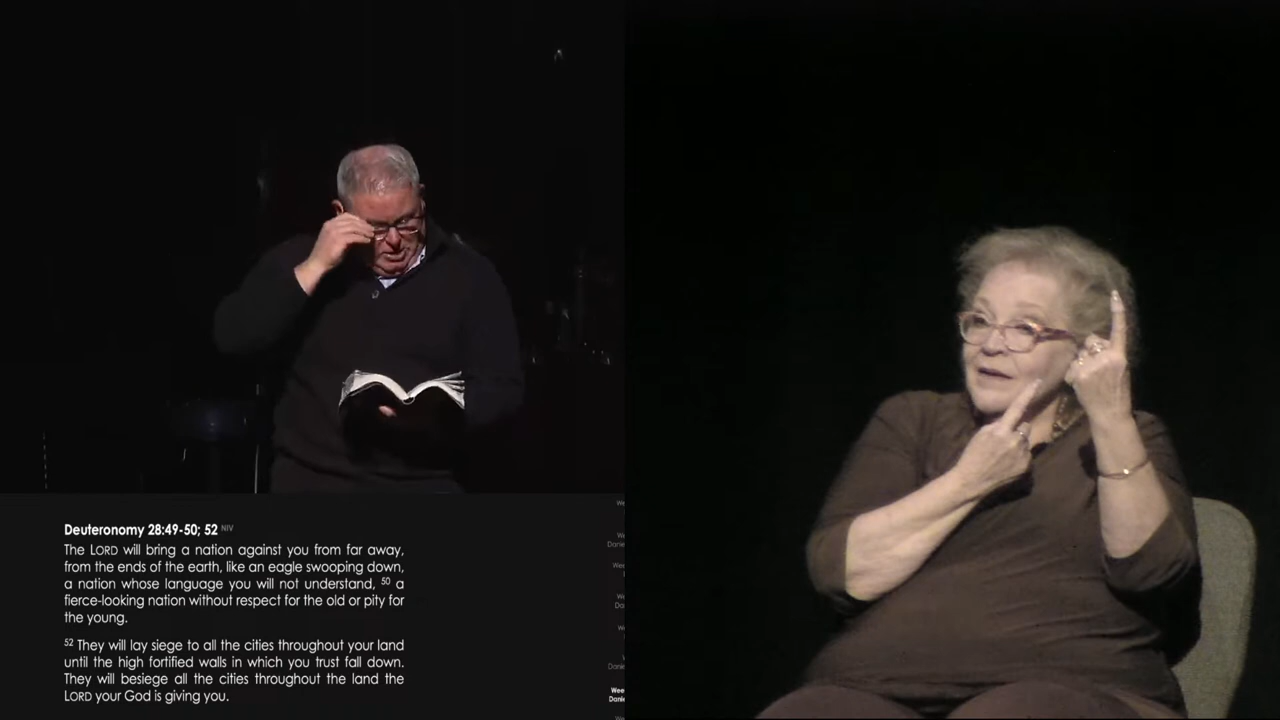 Deuteronomy 28:49-50; 52 NIV
The LORD will bring a nation against you from far away,
from the ends of the earth, like an eagle swooping down,
a nation whose language you will not understand, 50 a
fierce-looking nation without respect for the old or pity for
the young.
52 They will lay siege to all the cities throughout your land
until the high fortified walls in which you trust fall down.
They will besiege all the cities throughout the land the
LORD your God is giving you.